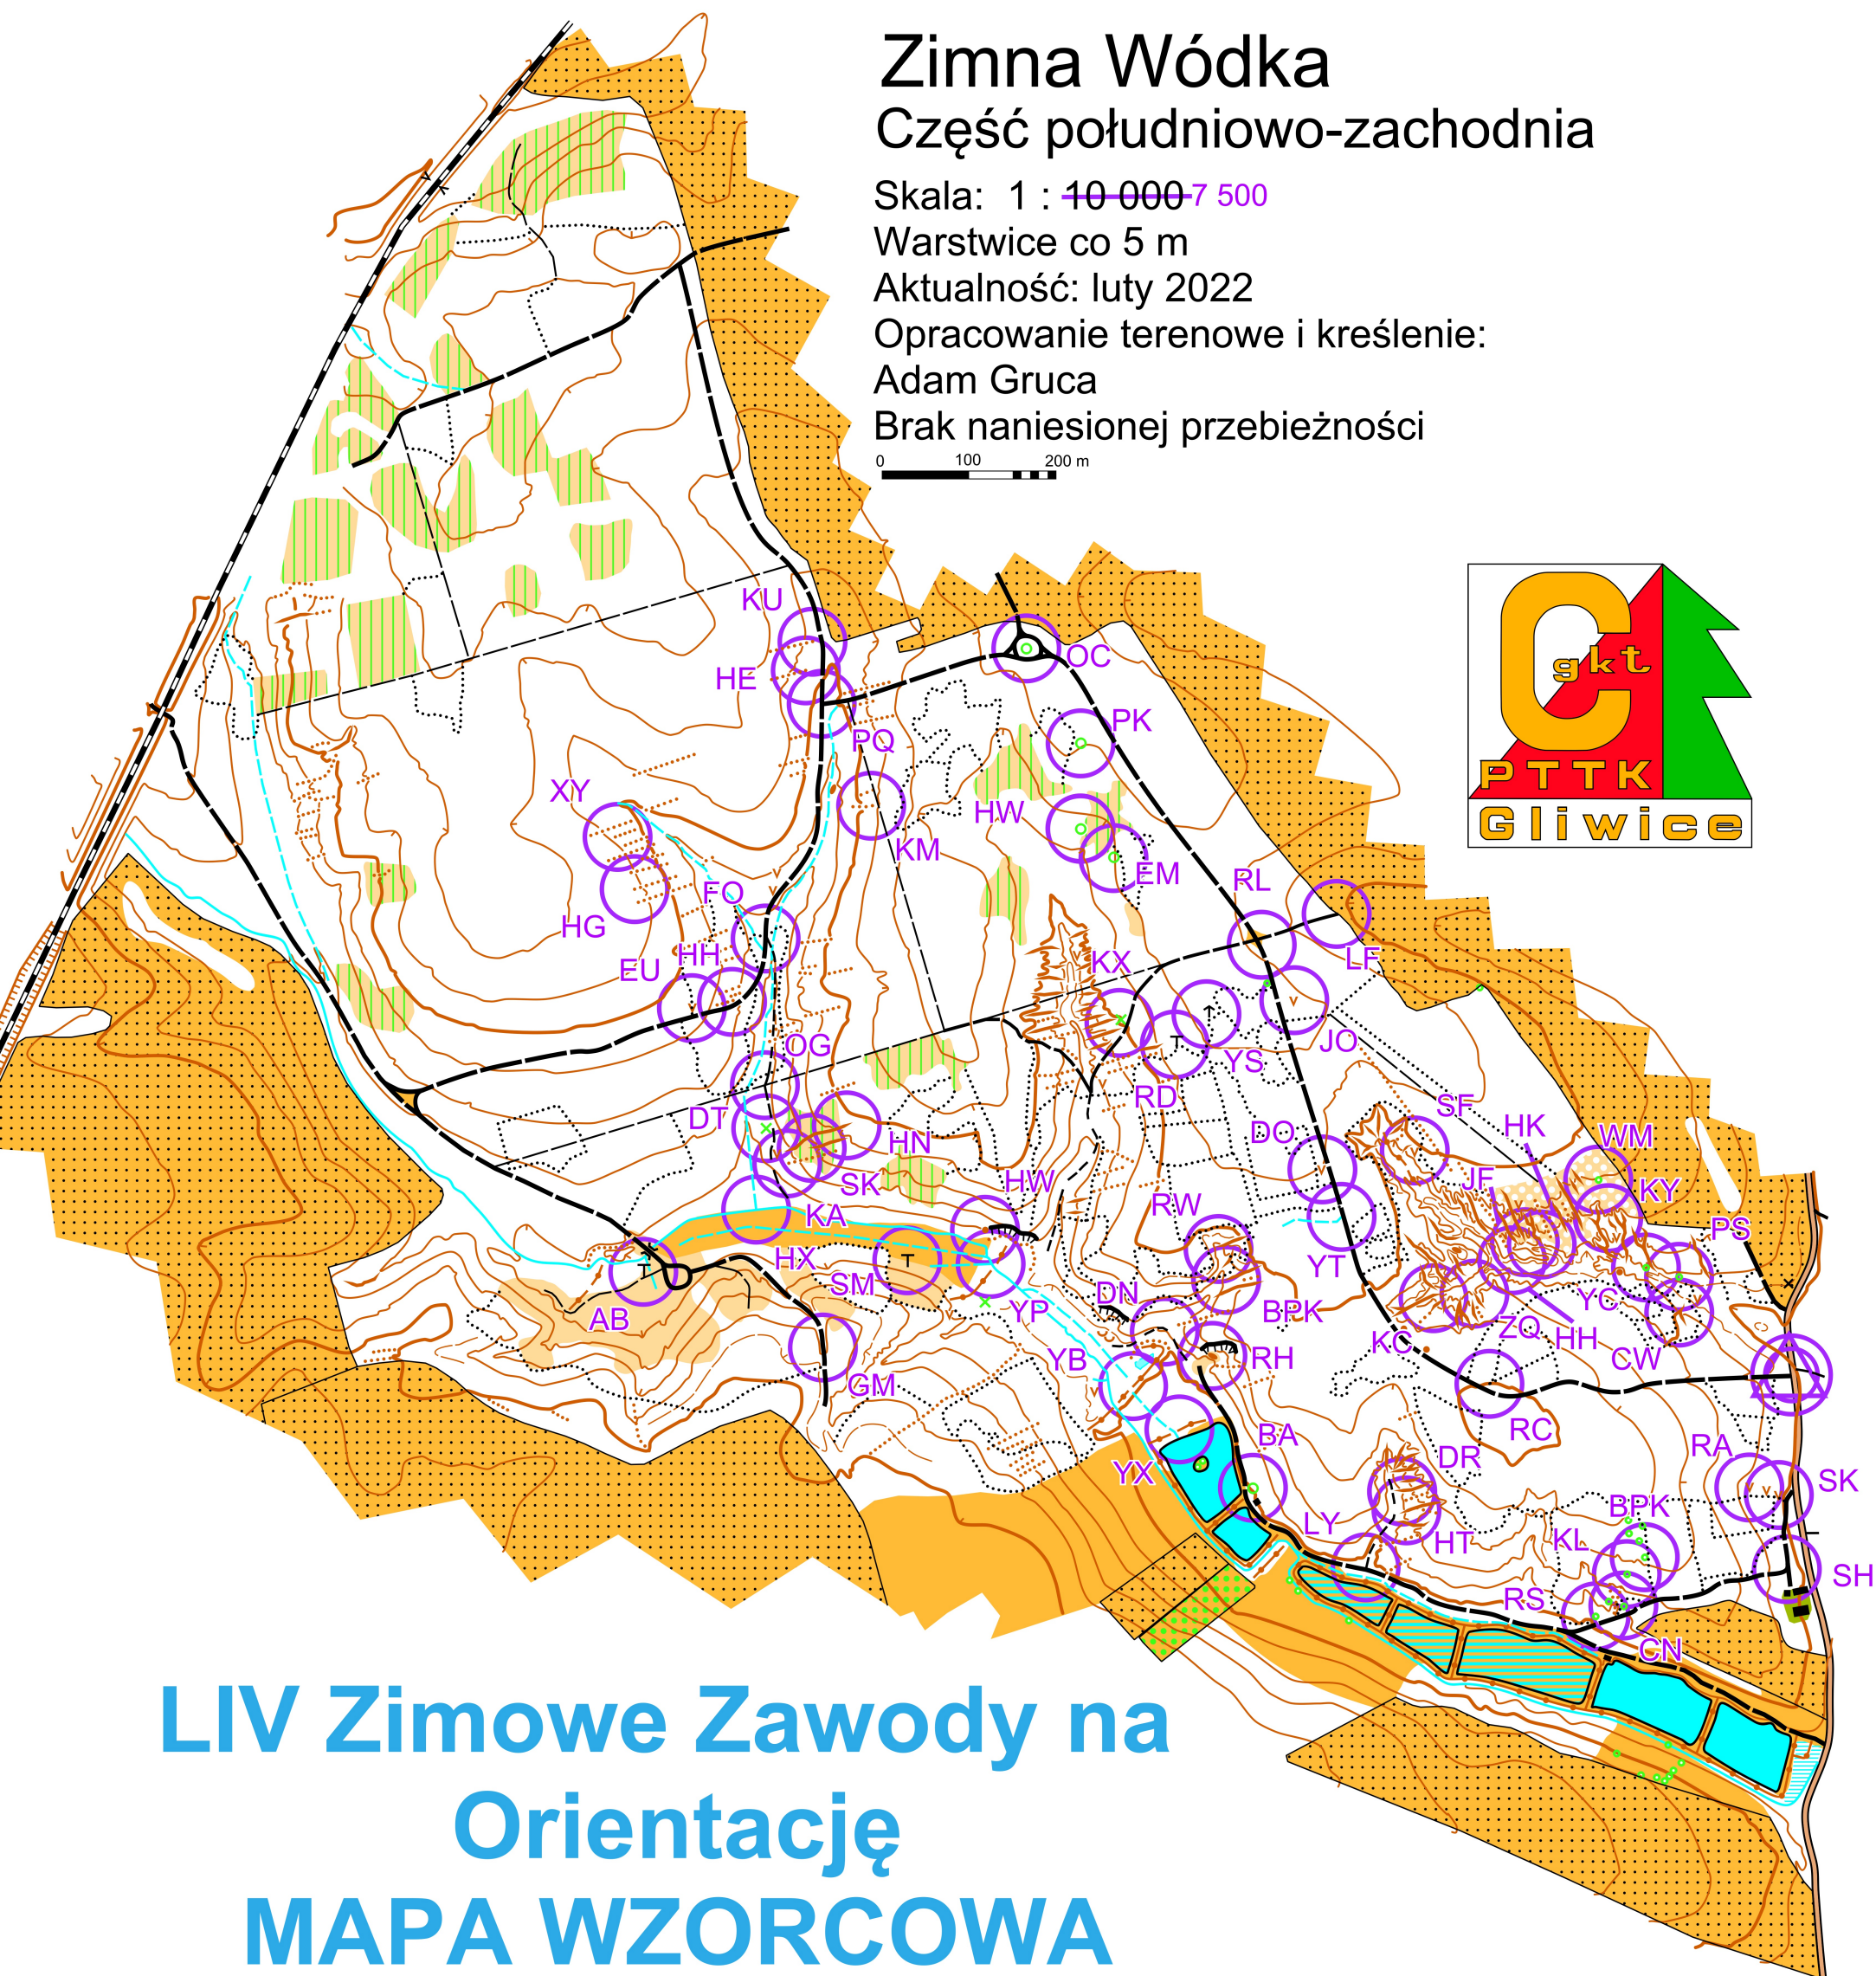 Zimna Wódka
Część południowo-zachodnia
Skala: 1 : 10 000 7 500
Warstwice co 5 m
Aktualność: luty 2022
Opracowanie terenowe i kreślenie:
Adam Gruca
Brak naniesionej przebieżności
0 100 200 m
C gkt
PTTK
Gliwice
KU
HE
OC
PQ
PK
XY
HW
KM
EM
FO
RL
HG
HH
EU
KX
LF
OG
YS
JO
RD
DT
HN
DO
SF
HK
WM
SK
HW
JF
KY
KA
RW
PS
HX
SM
YT
AB
YP
DN
BPK
YC
ZQ
HH
KC
CW
YB
RH
GM
RC
BA
DR
RA
YX
SK
LY
HT
BPK
KL
RS
SH
CN
LIV Zimowe Zawody na
Orientację
MAPA WZORCOWA